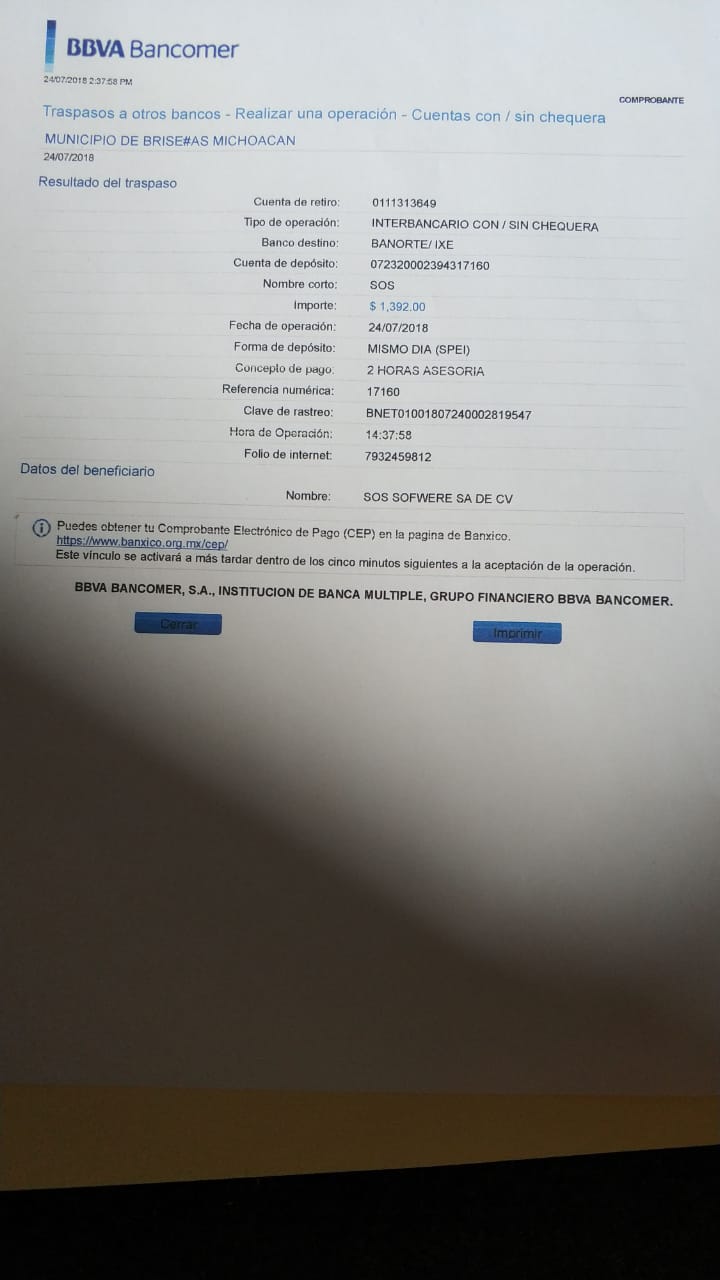 BBVA Bancomer
24/07/2018 2:37:58 PM
COMPROBANTE
Traspasos a otros bancos - Realizar una operación - Cuentas con / sin chequera
MUNICIPIO DE BRISE#AS MICHOACAN
24/07/2018
Resultado del traspaso
Cuenta de retiro: 0111313649
Tipo de operación: INTERBANCARIO CON / SIN CHEQUERA
Banco destino: BANORTE/ IXE
Cuenta de depósito: 072320002394317160
Nombre corto: SOS
Importe: $ 1,392.00
Fecha de operación: 24/07/2018
Forma de depósito: MISMO DIA (SPEI)
Concepto de pago: 2 HORAS ASESORIA
Referencia numérica: 17160
Clave de rastreo: BNET01001807240002819547
Hora de Operación: 14:37:58
Folio de internet: 7932459812
Datos del beneficiario
Nombre: SOS SOFWERE SA DE CV
Puedes obtener tu Comprobante Electrónico de Pago (CEP) en la pagina de Banxico.
https://www.banxico.org.mx/cep/
Este vínculo se activará a más tardar dentro de los cinco minutos siguientes a la aceptación de la operación.
BBVA BANCOMER, S.A., INSTITUCION DE BANCA MULTIPLE, GRUPO FINANCIERO BBVA BANCOMER.
Cerrar Imprimir